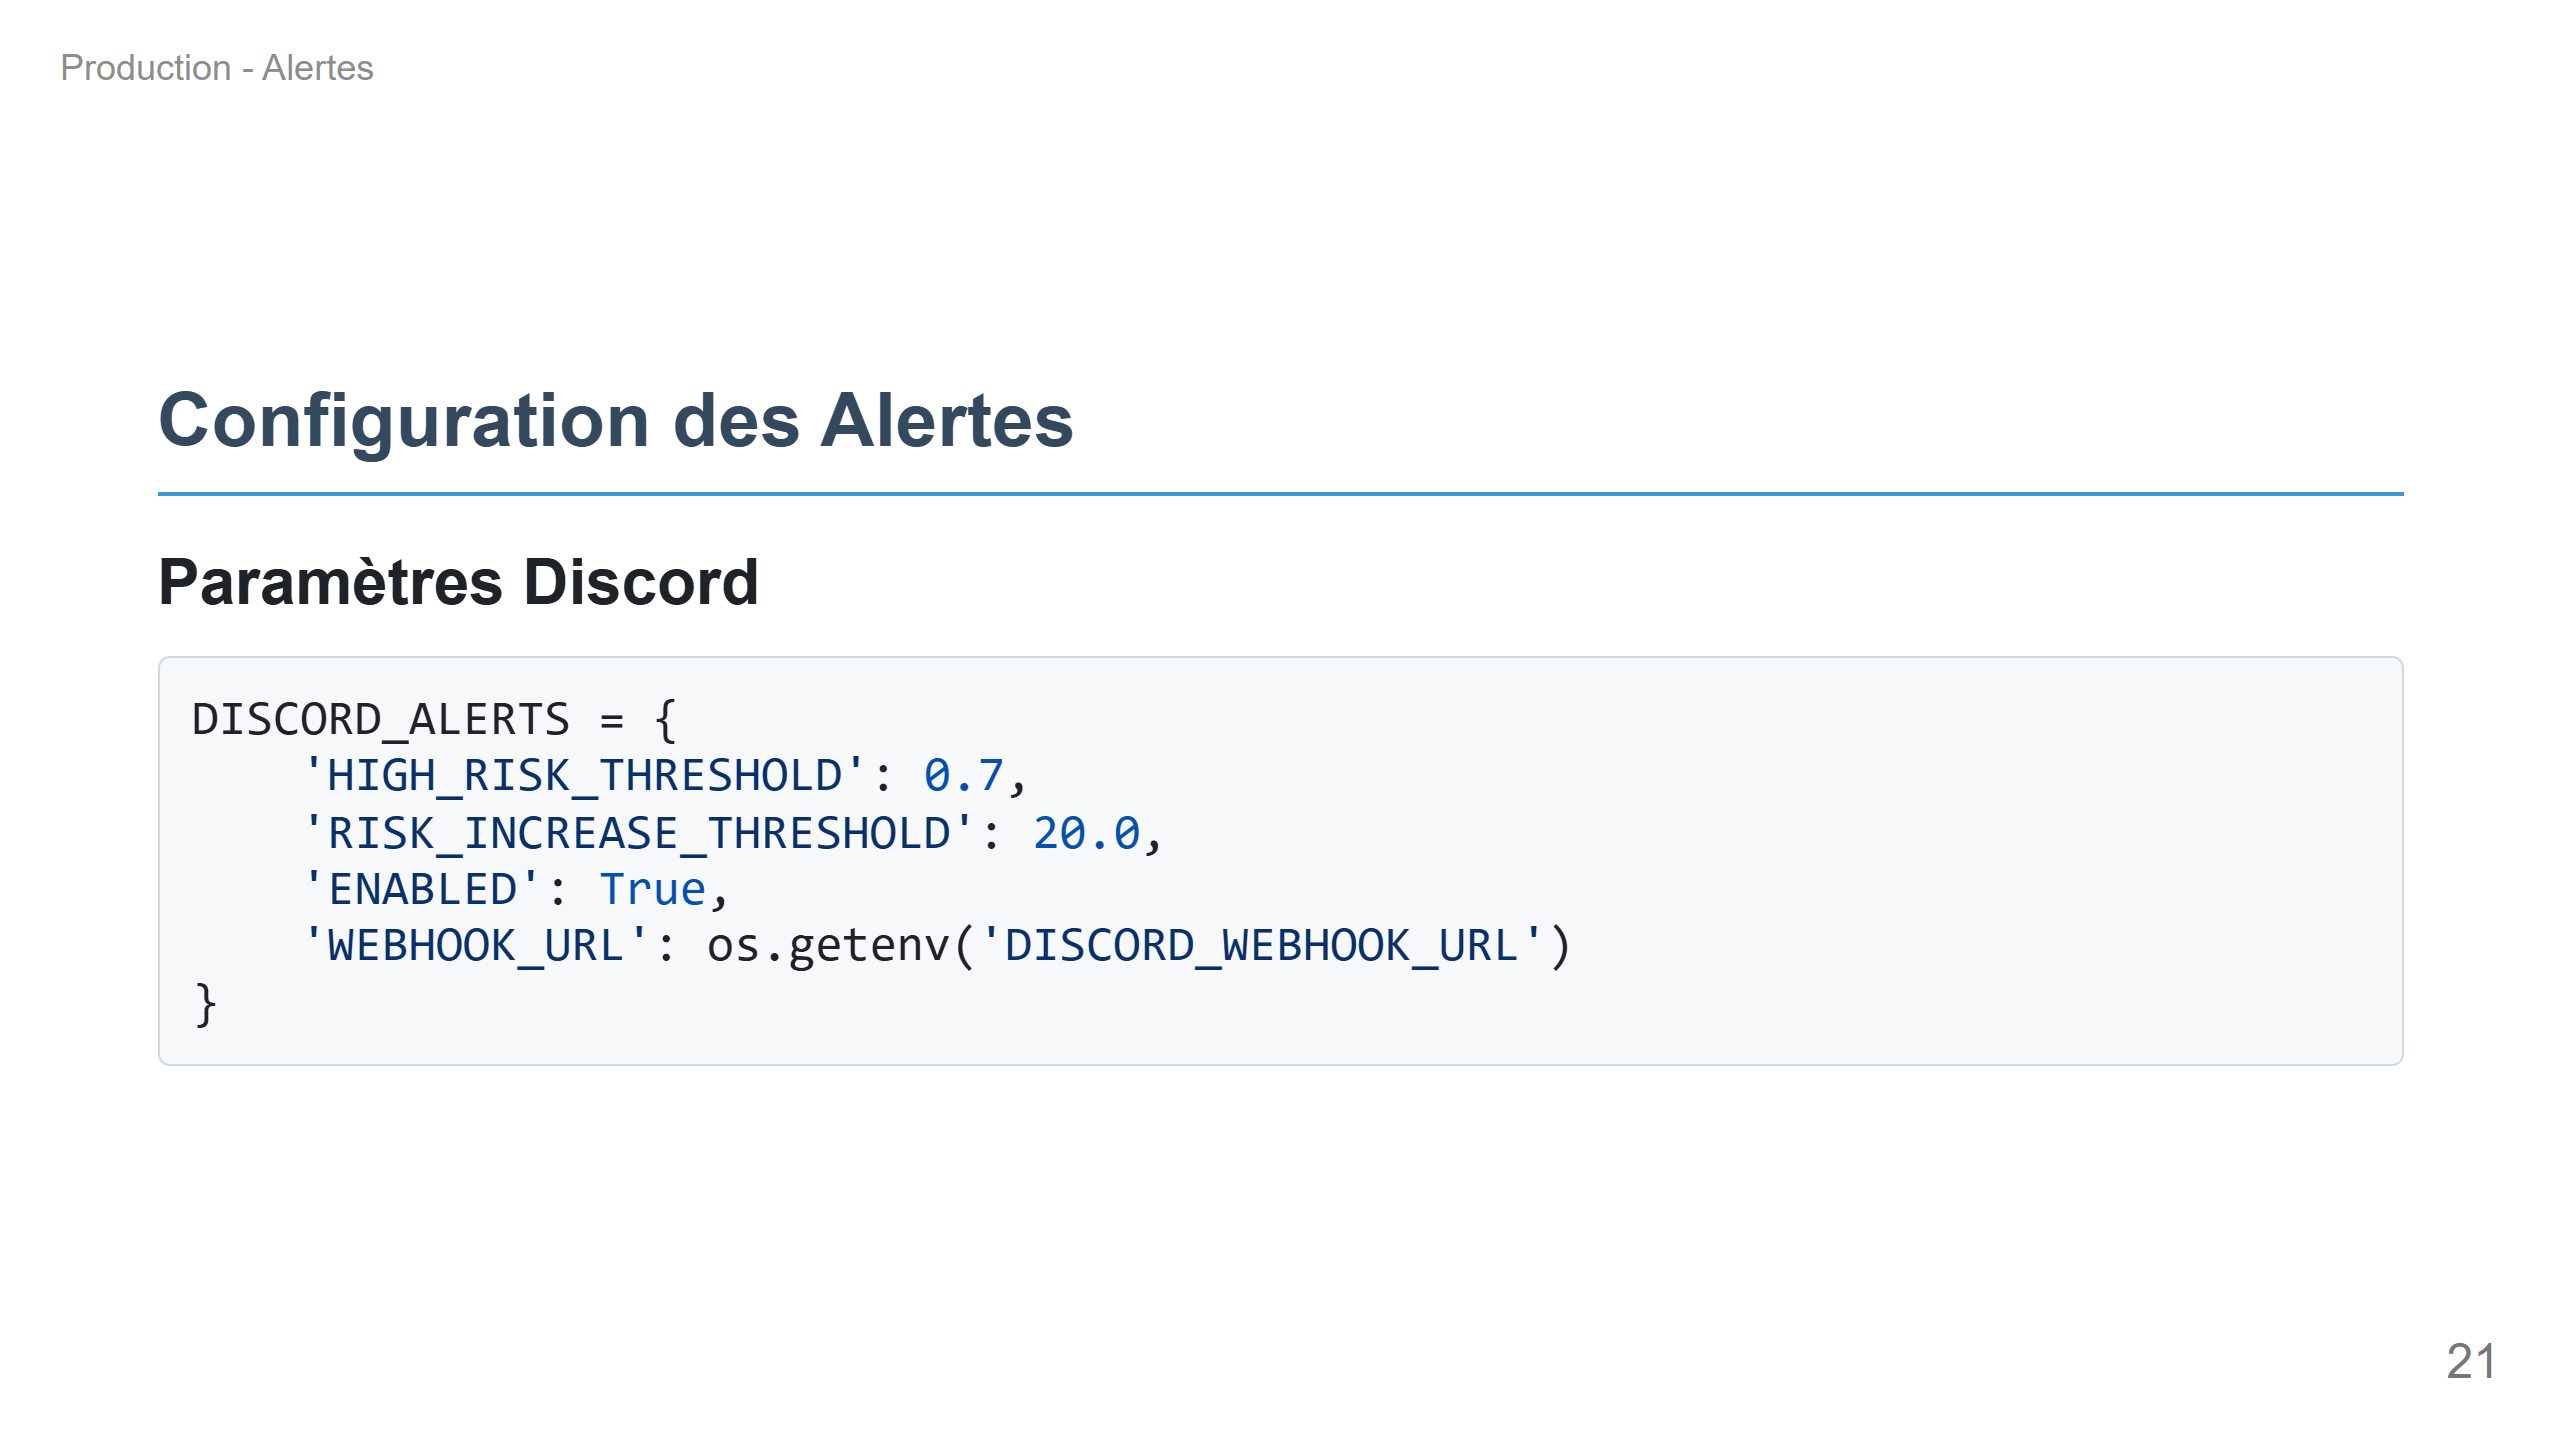 Production - Alertes
Configuration des Alertes
Paramètres Discord
DISCORD_ALERTS = {
    'HIGH_RISK_THRESHOLD': 0.7,
    'RISK_INCREASE_THRESHOLD': 20.0,
    'ENABLED': True,
    'WEBHOOK_URL': os.getenv('DISCORD_WEBHOOK_URL')
}
21